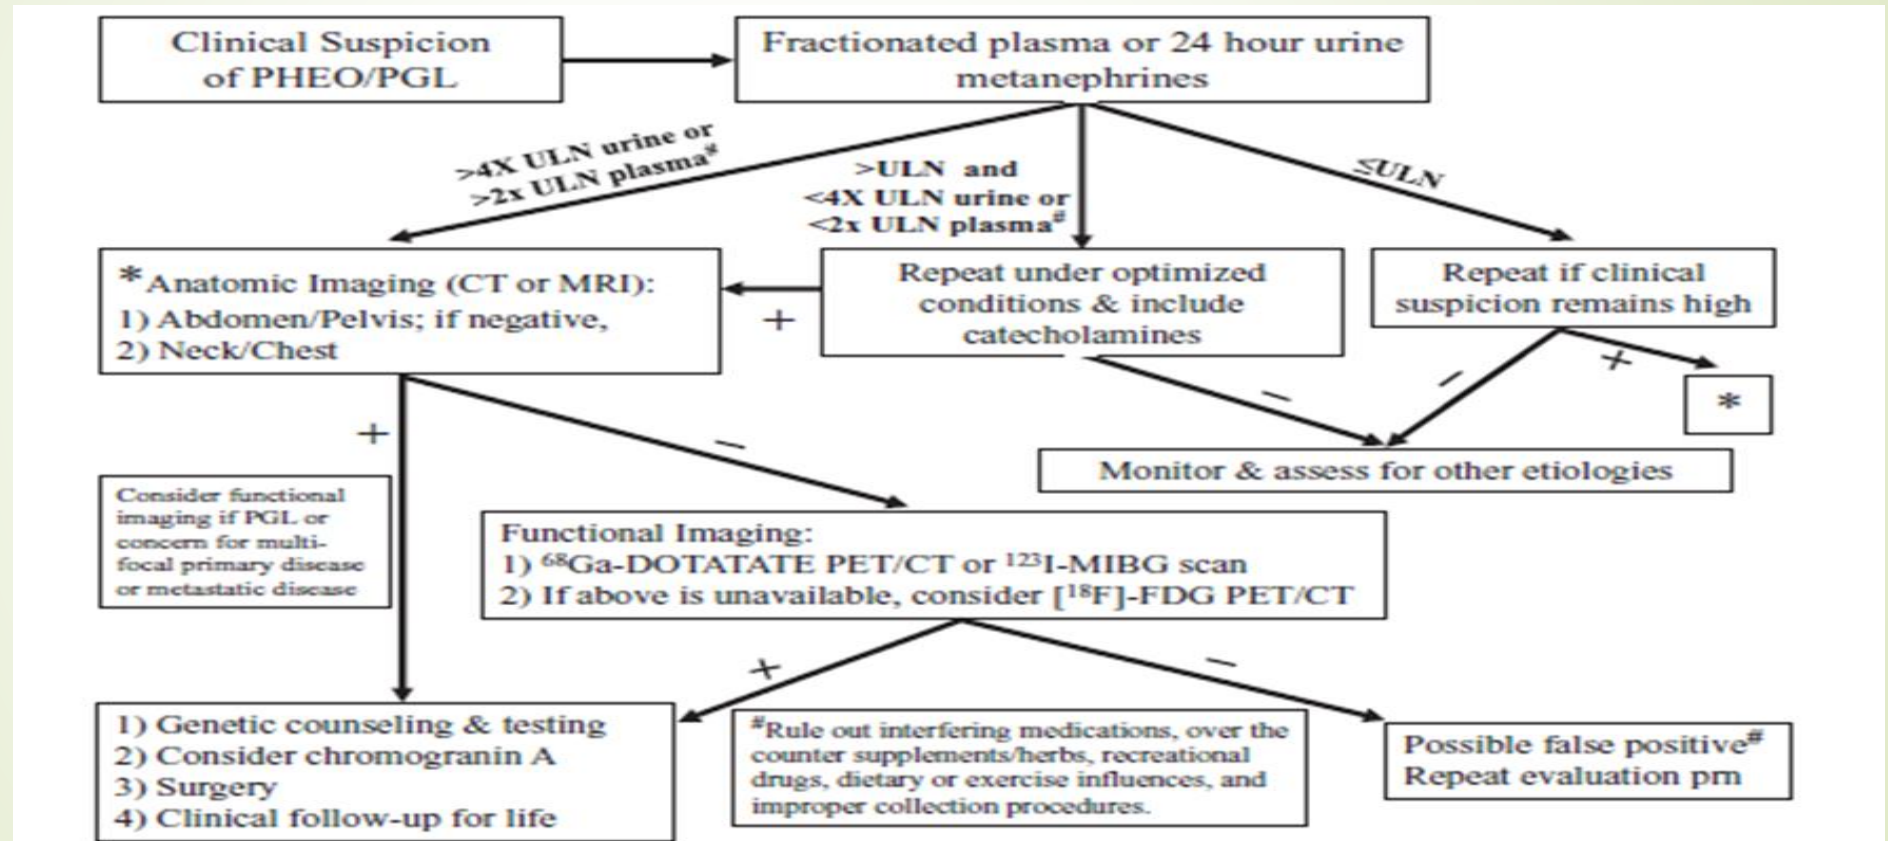 Clinical Suspicion
of PHEO/PGL
Fractionated plasma or 24 hour urine
metanephrines
>4X ULN urine or
>2x ULN plasma#
>ULN and
<4X ULN urine or
<2x ULN plasma#
≤ULN
*Anatomic Imaging (CT or MRI):
1) Abdomen/Pelvis; if negative,
2) Neck/Chest
+
Repeat under optimized
conditions & include
catecholamines
Repeat if clinical
suspicion remains high
−
−
+
*
Monitor & assess for other etiologies
+
−
Consider functional
imaging if PGL or
concern for multi-
focal primary disease
or metastatic disease
Functional Imaging:
1) ⁶⁸Ga-DOTATATE PET/CT or ¹²³I-MIBG scan
2) If above is unavailable, consider [¹⁸F]-FDG PET/CT
+
−
1) Genetic counseling & testing
2) Consider chromogranin A
3) Surgery
4) Clinical follow-up for life
#Rule out interfering medications, over the
counter supplements/herbs, recreational
drugs, dietary or exercise influences, and
improper collection procedures.
Possible false positive#
Repeat evaluation prn